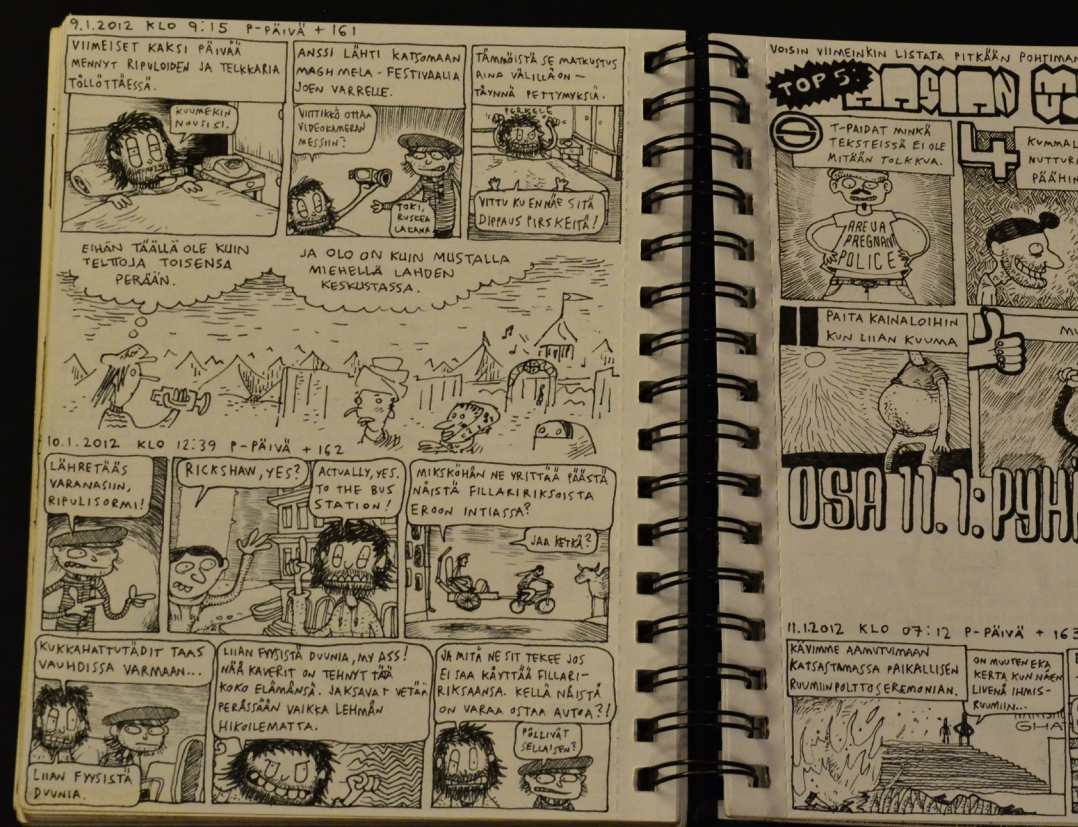 9.1.2012 KLO 9:15 P-PÄIVÄ + 161
VIIMEISET KAKSI PÄIVÄÄ
MENNYT RIPULOIDEN JA TELKKARIA
TÖLLÖTTÄESSÄ.
KUUMEKIN
NOUSISI.
ANSSI LÄHTI KATSOMAAN
MAGH MELA - FESTIVAALIA
JOEN VARRELLE.
VIITTIKKÖ OTTAA
VIDEOKAMERAN
MESSIIN?
TOKI,
RUSKEA
LAKANA.
TÄMMÖISTÄ SE MATKUSTUS
AINA VÄLILLÄ ON -
TÄYNNÄ PETTYMYKSIÄ.
PERKELE
VITTU KU EN NÄE SITÄ
DIPPAUS PIRSKEITÄ!
EIHÄN TÄÄLLÄ OLE KUIN
TELTTOJA TOISENSA
PERÄÄN.
JA OLO ON KUIN MUSTALLA
MIEHELLÄ LAHDEN
KESKUSTASSA.
10.1.2012 KLO 12:39 P-PÄIVÄ + 162
LÄHRETÄÄS
VARANASIIN,
RIPULISORMI!
RICKSHAW, YES?
ACTUALLY, YES.
TO THE BUS
STATION!
MIKSKÖHÄN NE YRITTÄÄ PÄÄSTÄ
NÄISTÄ FILLARIRIKSOISTA
EROON INTIASSA?
JAA KETKÄ?
KUKKAHATTUTÄDIT TAAS
VAUHDISSA VARMAAN...
LIIAN FYYSISTÄ
DUUNIA.
LIIAN FYYSISTÄ DUUNIA, MY ASS!
NÄÄ KAVERIT ON TEHNYT TÄTÄ
KOKO ELÄMÄNSÄ. JAKSAVAT VETÄÄ
PERÄSSÄÄN VAIKKA LEHMÄN
HIKOILEMATTA.
JA MITÄ NE SIT TEKEE JOS
EI SAA KÄYTTÄÄ FILLARI-
RIKSAANSA. KELLÄ NÄISTÄ
ON VARAA OSTAA AUTOA?!
PÖLLIVÄT
SELLAISEN?
VOISIN VIIMEINKIN LISTATA PITKÄÄN POHTIMAN
TOP 5:
AASIAN
5
T-PAIDAT MINKÄ
TEKSTEISSÄ EI OLE
MITÄÄN TOLKKUA.
ARE U A
PREGNANT
POLICE
4
KUMMAL
NUTTURA
PÄÄHIN
PAITA KAINALOIHIN
KUN LIIAN KUUMA
MU
OSA 11.1: PYH
11.1.2012 KLO 07:12 P-PÄIVÄ + 163
KÄVIMME AAMUTUIMAAN
KATSASTAMASSA PAIKALLISEN
RUUMIINPOLTTOSEREMONIAN.
ON MUUTEN EKA
KERTA KUN NÄEN
LIVENÄ IHMIS-
RUUMIIN...
GHA